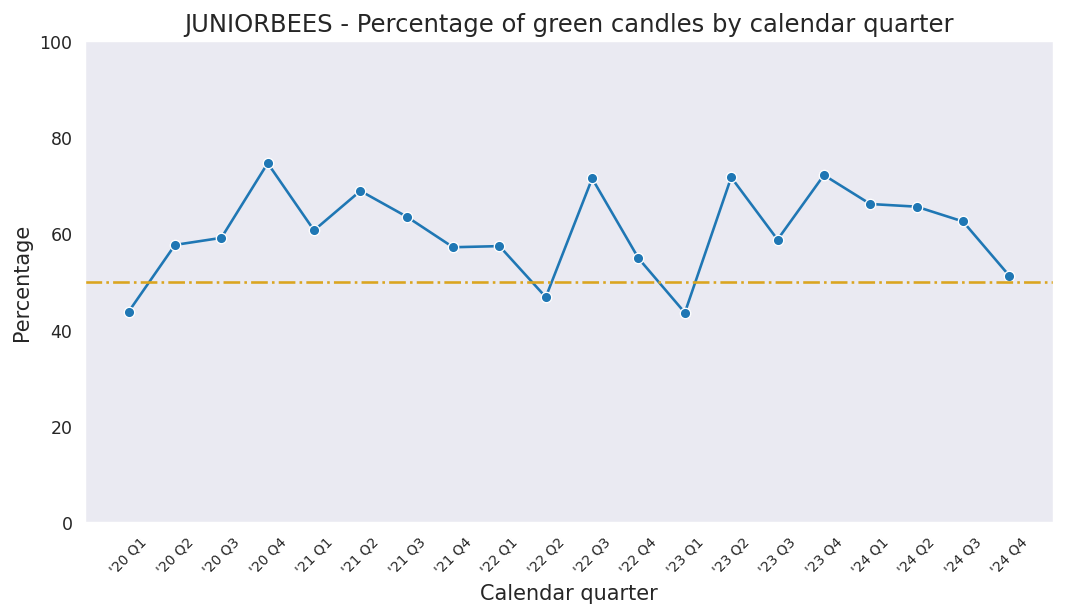 JUNIORBEES - Percentage of green candles by calendar quarter
100
80
60
40
20
0
Percentage
'20 Q1
'20 Q2
'20 Q3
'20 Q4
'21 Q1
'21 Q2
'21 Q3
'21 Q4
'22 Q1
'22 Q2
'22 Q3
'22 Q4
'23 Q1
'23 Q2
'23 Q3
'23 Q4
'24 Q1
'24 Q2
'24 Q3
'24 Q4
Calendar quarter